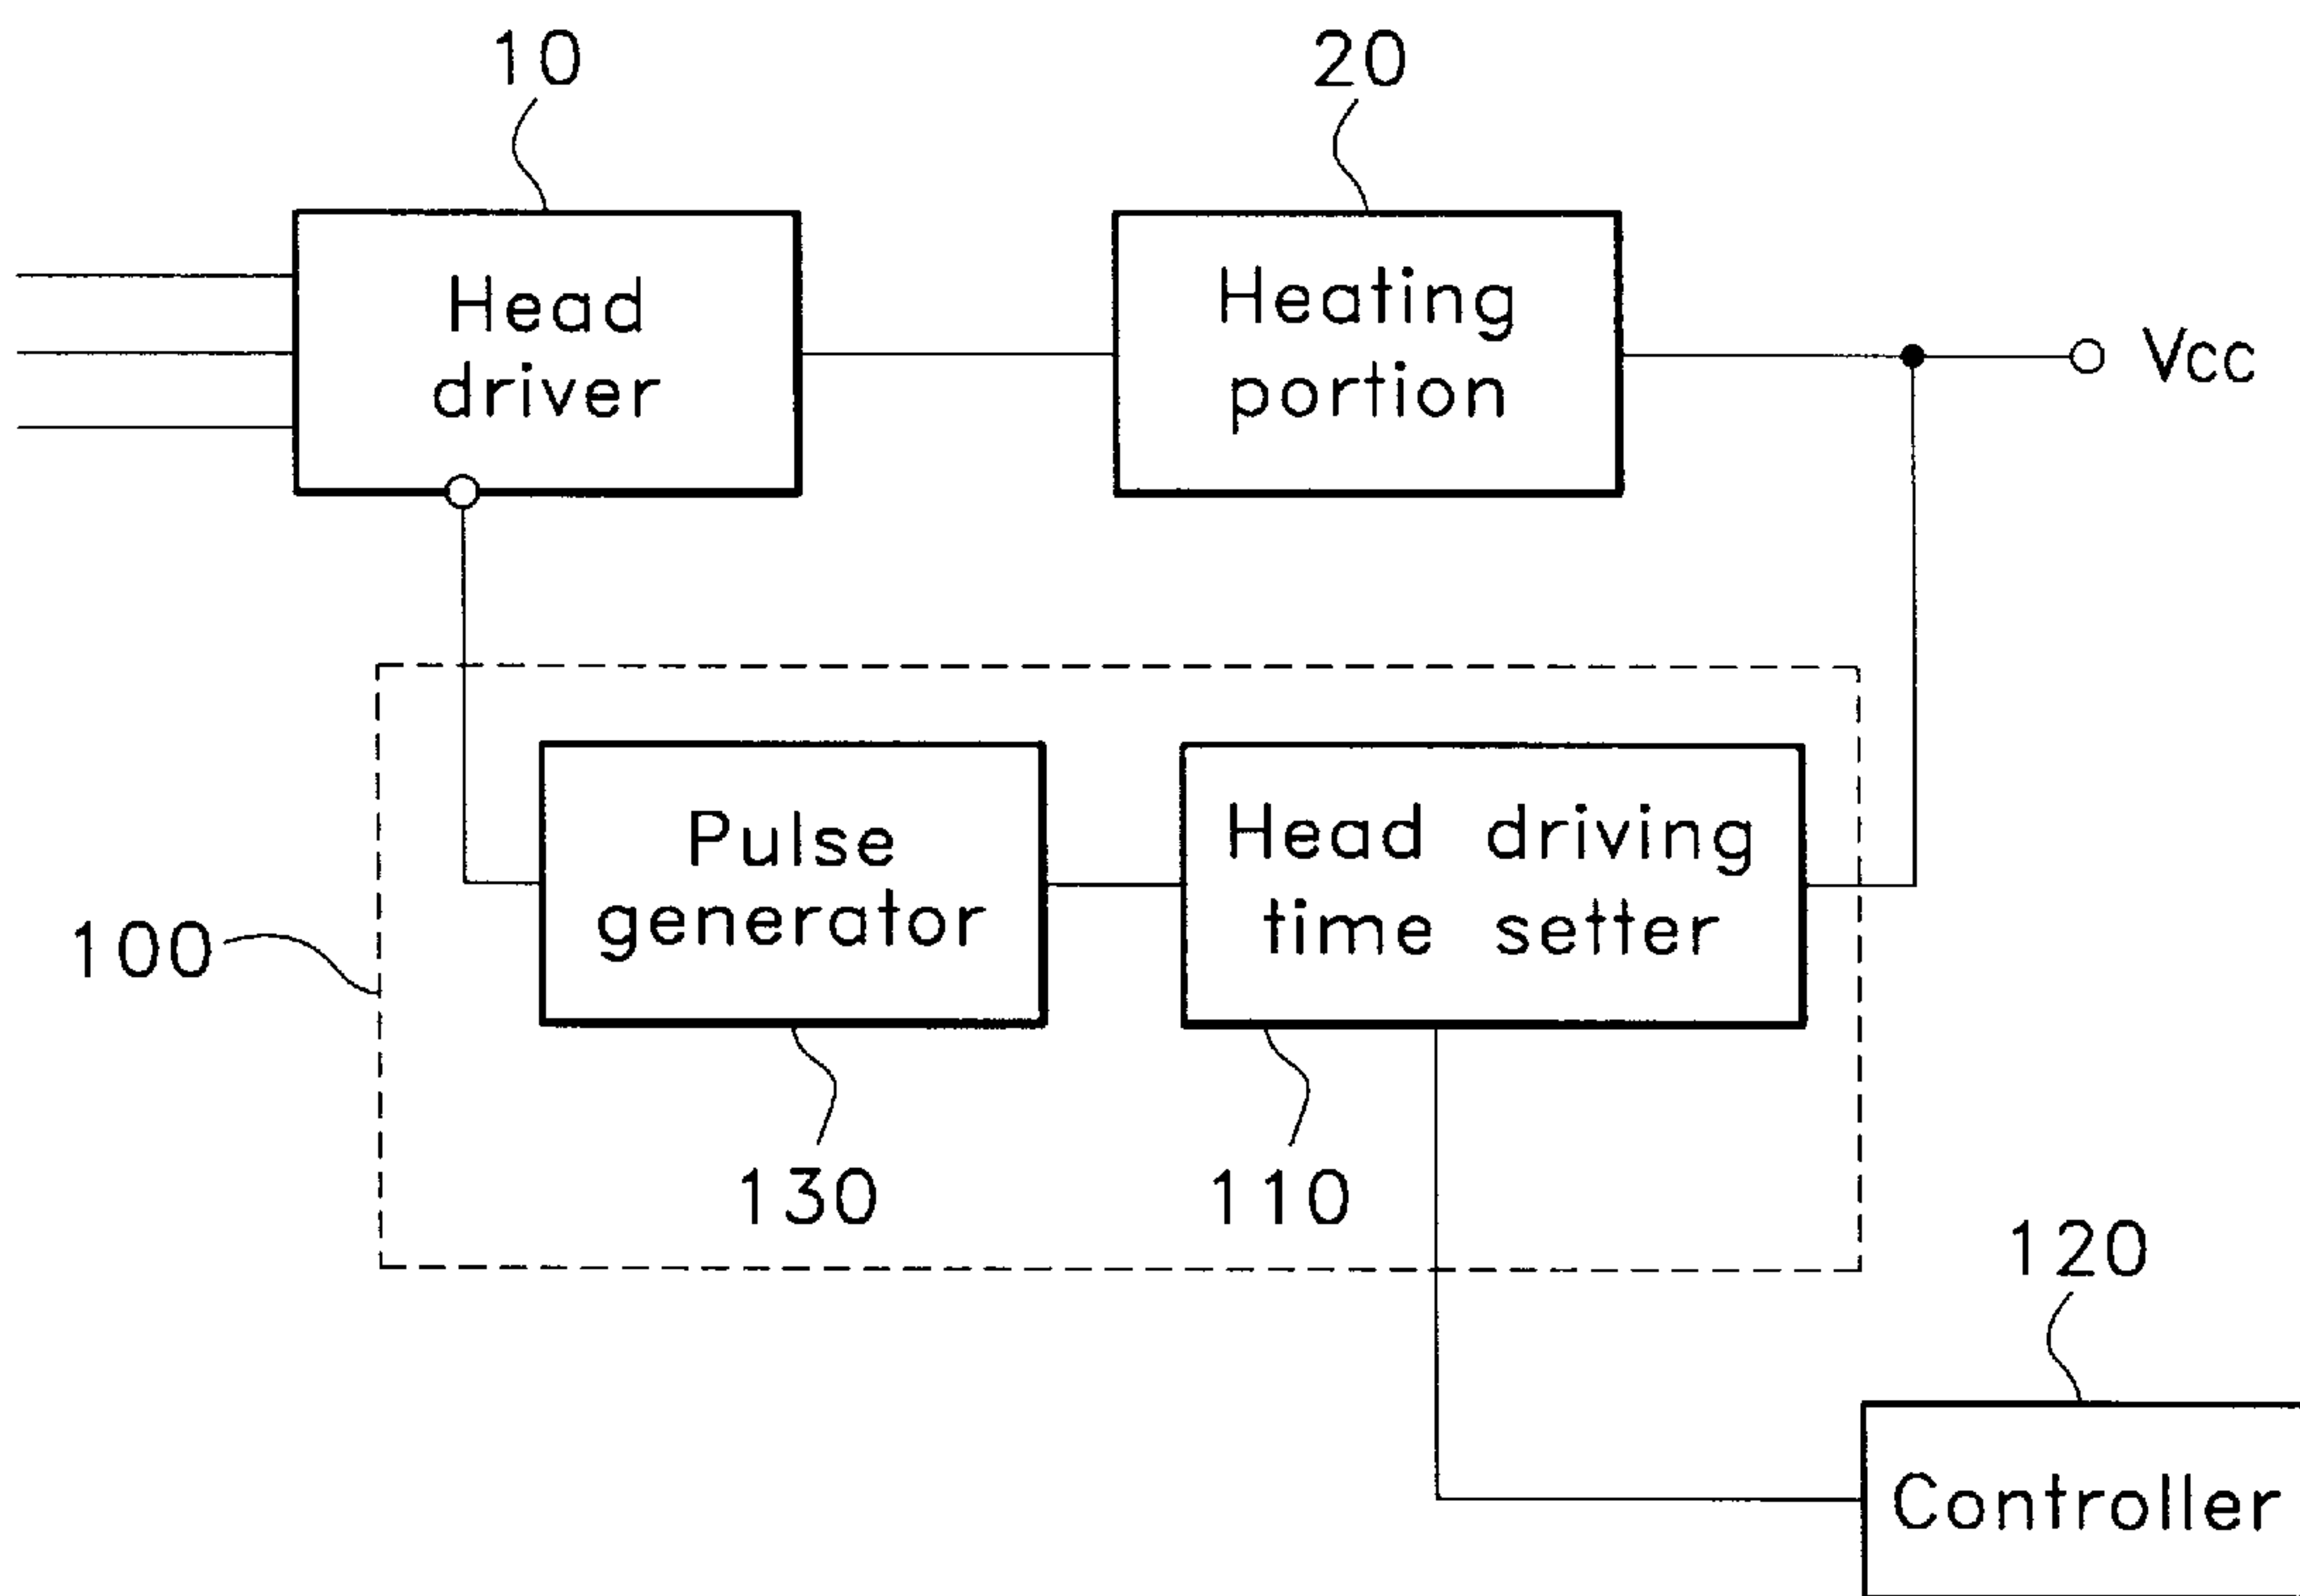 10
20
Head
driver
Heating
portion
Vcc
Pulse
generator
Head driving
time setter
100
130
110
120
Controller